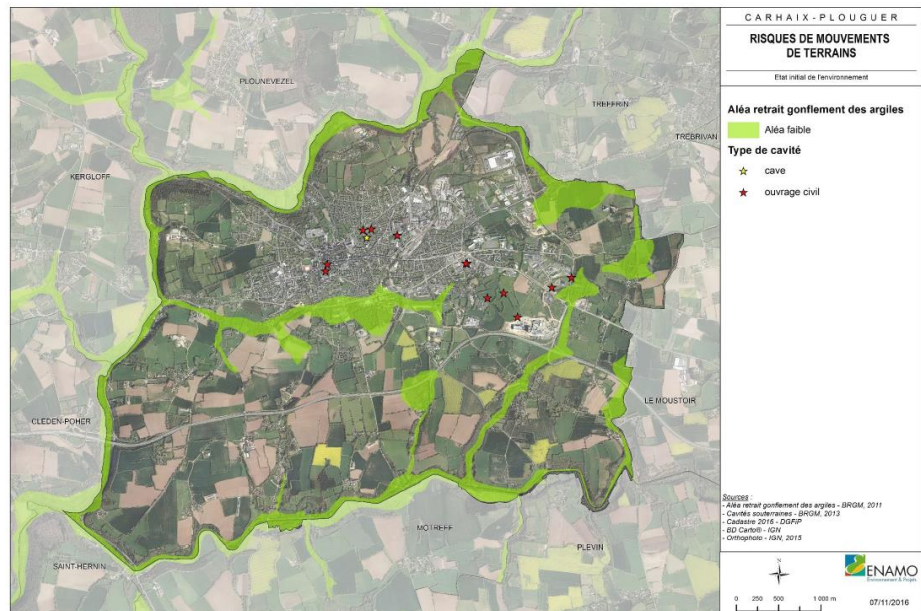 CARHAIX-PLOUGUER
RISQUES DE MOUVEMENTS
DE TERRAINS
Etat initial de l'environnement
Aléa retrait gonflement des argiles
Aléa faible
Type de cavité
cave
ouvrage civil
PLOUNEVEZEL
TREFFRIN
TREBRIVAN
KERGLOFF
LE MOUSTOIR
CLEDEN-POHER
MOTREFF
PLEVIN
SAINT-HERNIN
Sources :
- Aléa retrait gonflement des argiles - BRGM, 2011
- Cavités souterraines - BRGM, 2013
- Cadastre 2016 - DGFiP
- BD Carto® - IGN
- Orthophoto - IGN, 2015
ENAMO
Environnement & Projets
0 250 500 1 000 m
07/11/2016